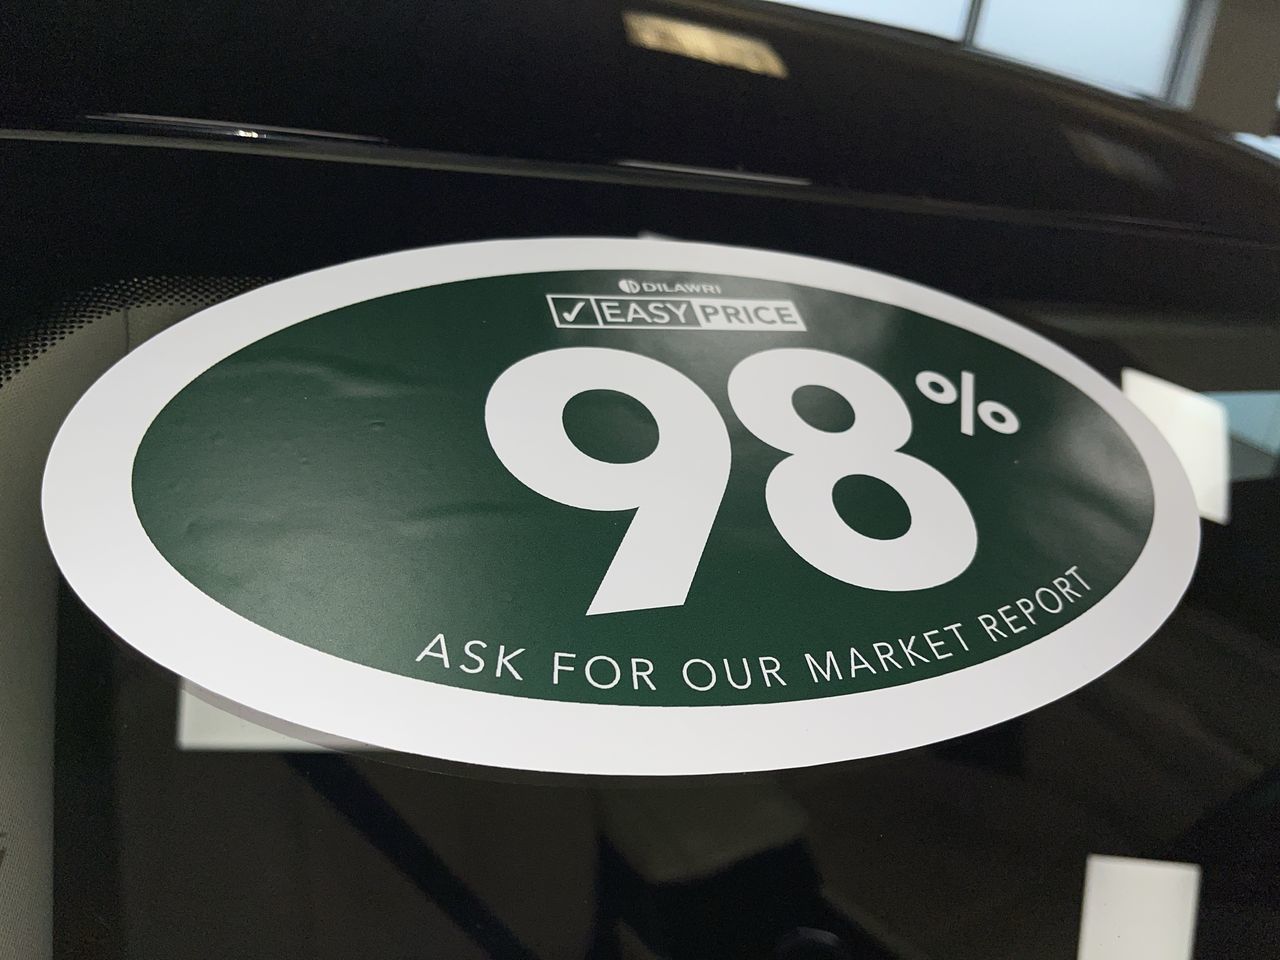 DILAWRI
✓ EASY PRICE
98%
ASK FOR OUR MARKET REPORT